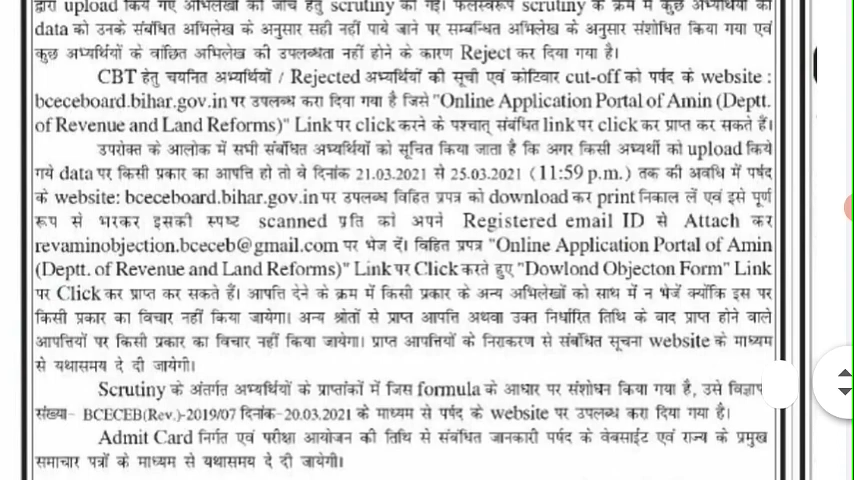 द्वारा upload किये गए अभिलेखों की जाँच हेतु scrutiny की गई। फलस्वरूप scrutiny के क्रम में कुछ अभ्यर्थियों का
data को उनके संबंधित अभिलेख के अनुसार सही नहीं पाये जाने पर सम्बन्धित अभिलेख के अनुसार संशोधित किया गया एवं
कुछ अभ्यर्थियों के वांछित अभिलेख की उपलब्धता नहीं होने के कारण Reject कर दिया गया है।
CBT हेतु चयनित अभ्यर्थियों / Rejected अभ्यर्थियों की सूची एवं कोटिवार cut-off को पर्षद के website :
bceceboard.bihar.gov.in पर उपलब्ध करा दिया गया है जिसे "Online Application Portal of Amin (Deptt.
of Revenue and Land Reforms)" Link पर click करने के पश्चात् संबंधित link पर click कर प्राप्त कर सकते हैं।
उपरोक्त के आलोक में सभी संबंधित अभ्यर्थियों को सूचित किया जाता है कि अगर किसी अभ्यर्थी को upload किये
गये data पर किसी प्रकार का आपत्ति हो तो वे दिनांक 21.03.2021 से 25.03.2021 (11:59 p.m.) तक की अवधि में पर्षद
के website: bceceboard.bihar.gov.in पर उपलब्ध विहित प्रपत्र को download कर print निकाल लें एवं इसे पूर्ण
रूप से भरकर इसकी स्पष्ट scanned प्रति को अपने Registered email ID से Attach कर
revaminobjection.bceceb@gmail.com पर भेज दें। विहित प्रपत्र "Online Application Portal of Amin
(Deptt. of Revenue and Land Reforms)" Link पर Click करते हुए "Dowlond Objecton Form" Link
पर Click कर प्राप्त कर सकते हैं। आपत्ति देने के क्रम में किसी प्रकार के अन्य अभिलेखों को साथ में न भेजें क्योंकि इस पर
किसी प्रकार का विचार नहीं किया जायेगा। अन्य श्रोतों से प्राप्त आपत्ति अथवा उक्त निर्धारित तिथि के बाद प्राप्त होने वाले
आपत्तियों पर किसी प्रकार का विचार नहीं किया जायेगा। प्राप्त आपत्तियों के निराकरण से संबंधित सूचना website के माध्यम
से यथासमय दे दी जायेगी।
Scrutiny के अंतर्गत अभ्यर्थियों के प्राप्तांकों में जिस formula के आधार पर संशोधन किया गया है, उसे विज्ञाप
संख्या- BCECEB(Rev.)-2019/07 दिनांक-20.03.2021 के माध्यम से पर्षद के website पर उपलब्ध करा दिया गया है।
Admit Card निर्गत एवं परीक्षा आयोजन की तिथि से संबंधित जानकारी पर्षद के वेबसाईट एवं राज्य के प्रमुख
समाचार पत्रों के माध्यम से यथासमय दे दी जायेगी।